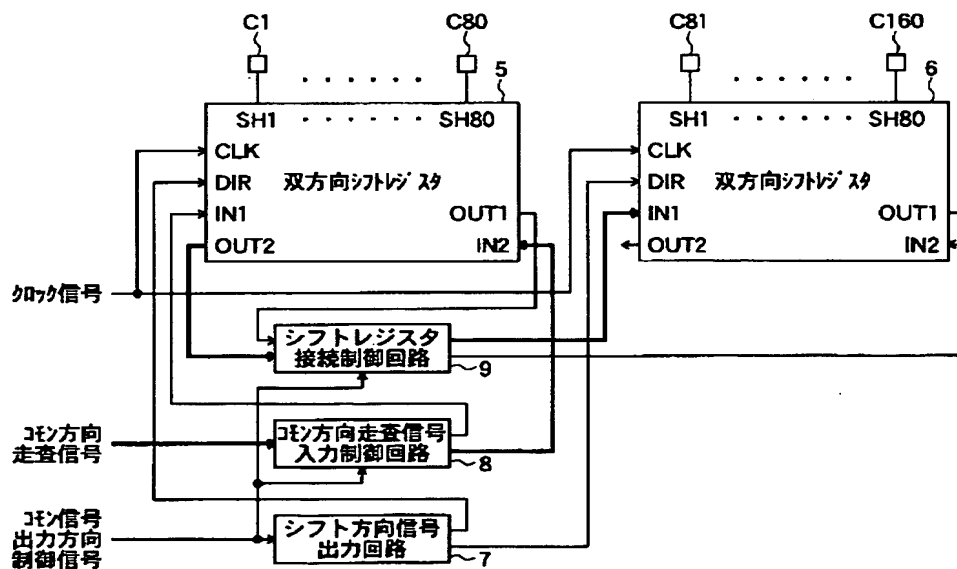 C1
C80
C81
C160
5
6
SH1 · · · · · · SH80
CLK
DIR
双方向シフトレジスタ
IN1
OUT1
OUT2
IN2
SH1 · · · · · · SH80
CLK
DIR
双方向シフトレジスタ
IN1
OUT1
OUT2
IN2
クロック信号
シフトレジスタ
接続制御回路
9
コモン方向
走査信号
コモン方向走査信号
入力制御回路
8
コモン信号
出力方向
制御信号
シフト方向信号
出力回路
7